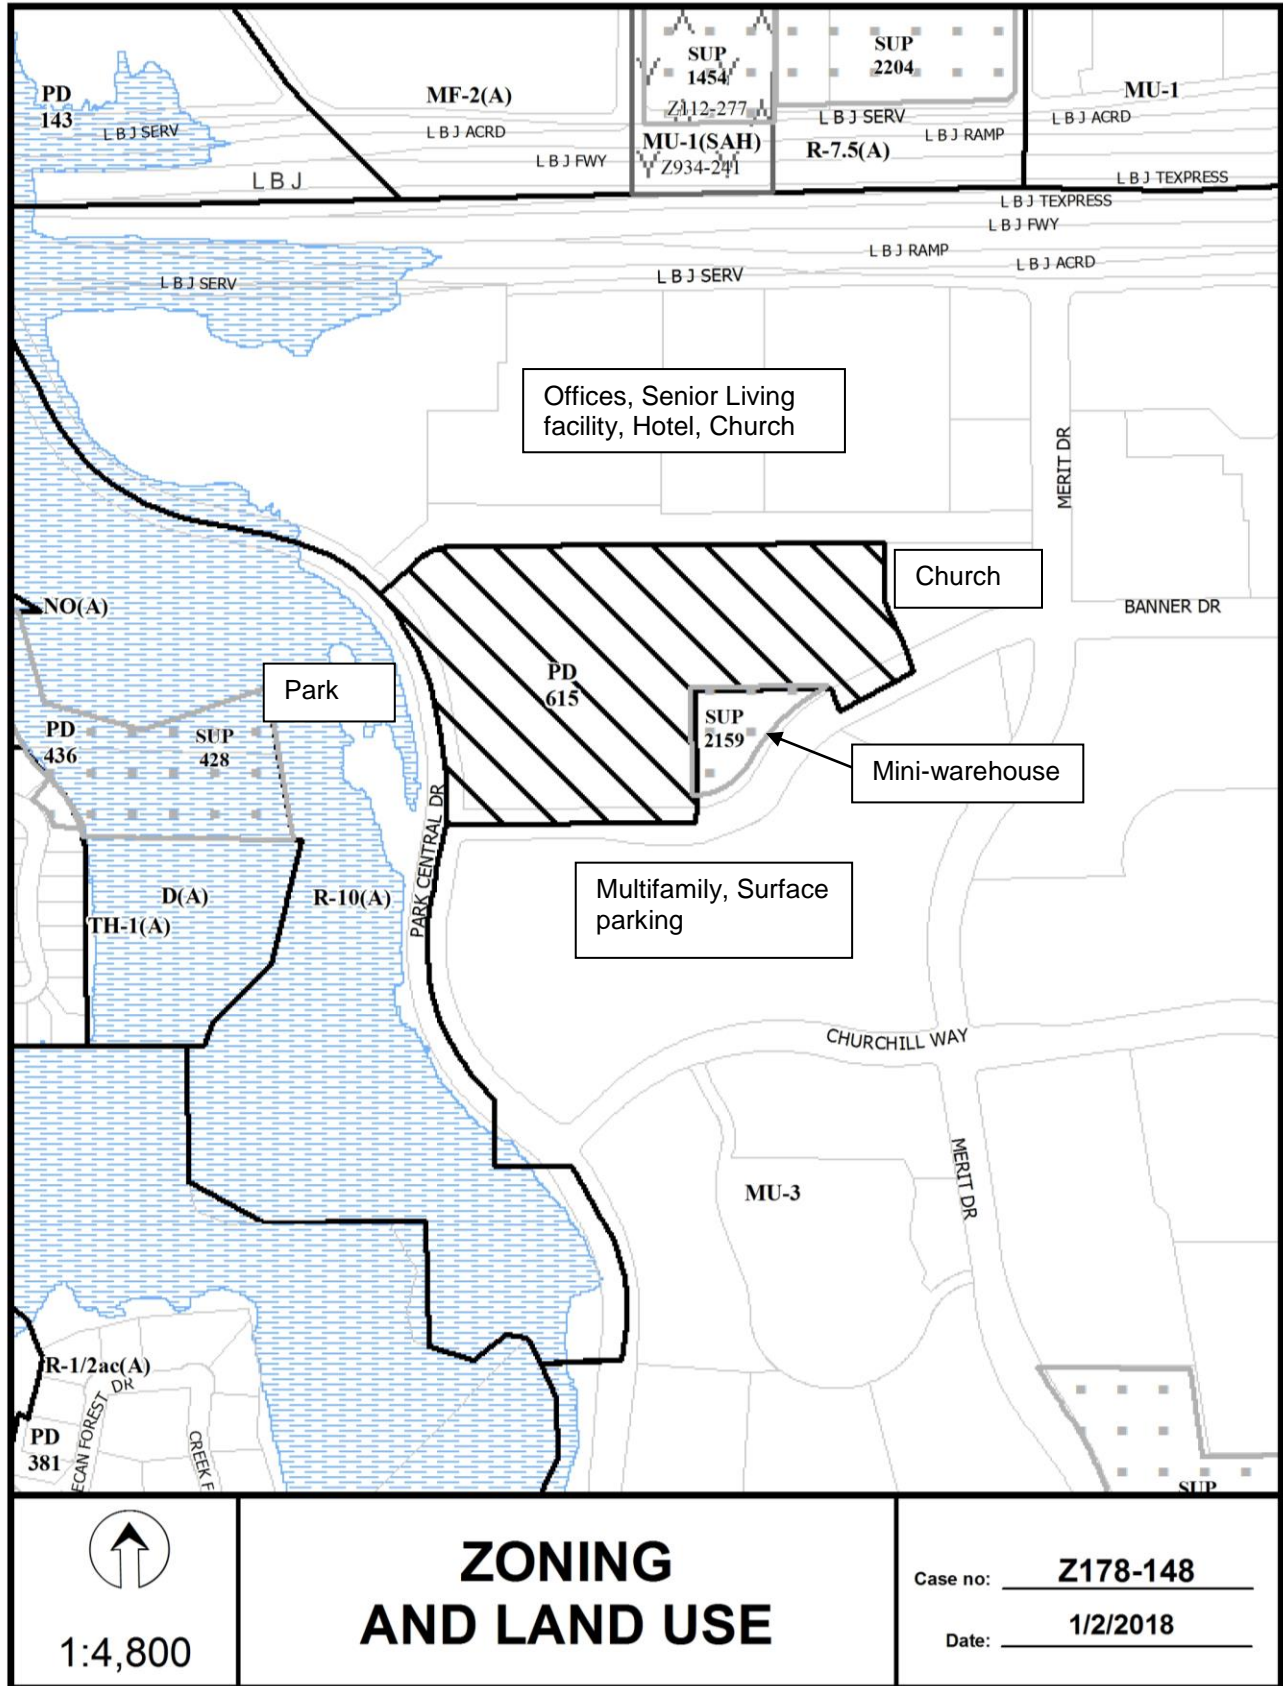 SUP
1454
SUP
2204
PD
143
MF-2(A)
MU-1
Z112-277
L B J SERV
L B J ACRD
L B J SERV
L B J RAMP
L B J ACRD
MU-1(SAH)
R-7.5(A)
L B J FWY
Z934-241
L B J
L B J TEXPRESS
L B J TEXPRESS
L B J FWY
L B J RAMP
L B J ACRD
L B J SERV
L B J SERV
Offices, Senior Living
facility, Hotel, Church
MERIT DR
Church
NO(A)
BANNER DR
PD
615
Park
SUP
2159
PD
436
SUP
428
Mini-warehouse
PARK CENTRAL DR
Multifamily, Surface
parking
D(A)
R-10(A)
TH-1(A)
CHURCHILL WAY
MERIT DR
MU-3
R-1/2ac(A)
ECAN FOREST DR
CREEK F
PD
381
SUP
1:4,800
ZONING
AND LAND USE
Case no: Z178-148
Date: 1/2/2018